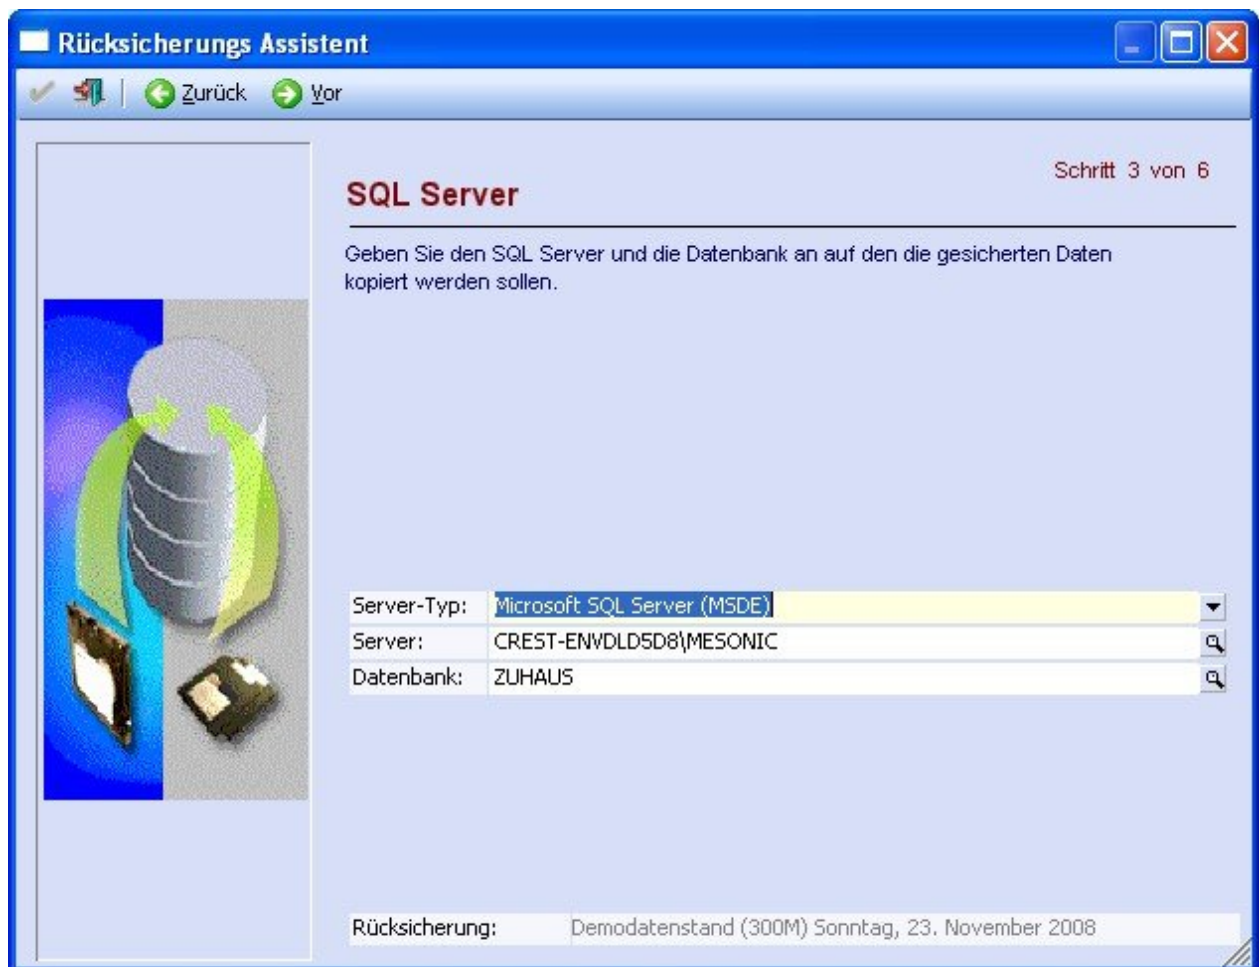 Rücksicherungs Assistent
Zurück Vor
Schritt 3 von 6
SQL Server
Geben Sie den SQL Server und die Datenbank an auf den die gesicherten Daten
kopiert werden sollen.
Server-Typ: Microsoft SQL Server (MSDE)
Server: CREST-ENVDLD5D8\MESONIC
Datenbank: ZUHAUS
Rücksicherung: Demodatenstand (300M) Sonntag, 23. November 2008